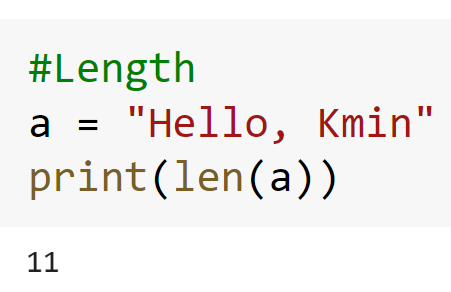 #Length
a = "Hello, Kmin"
print(len(a))
11